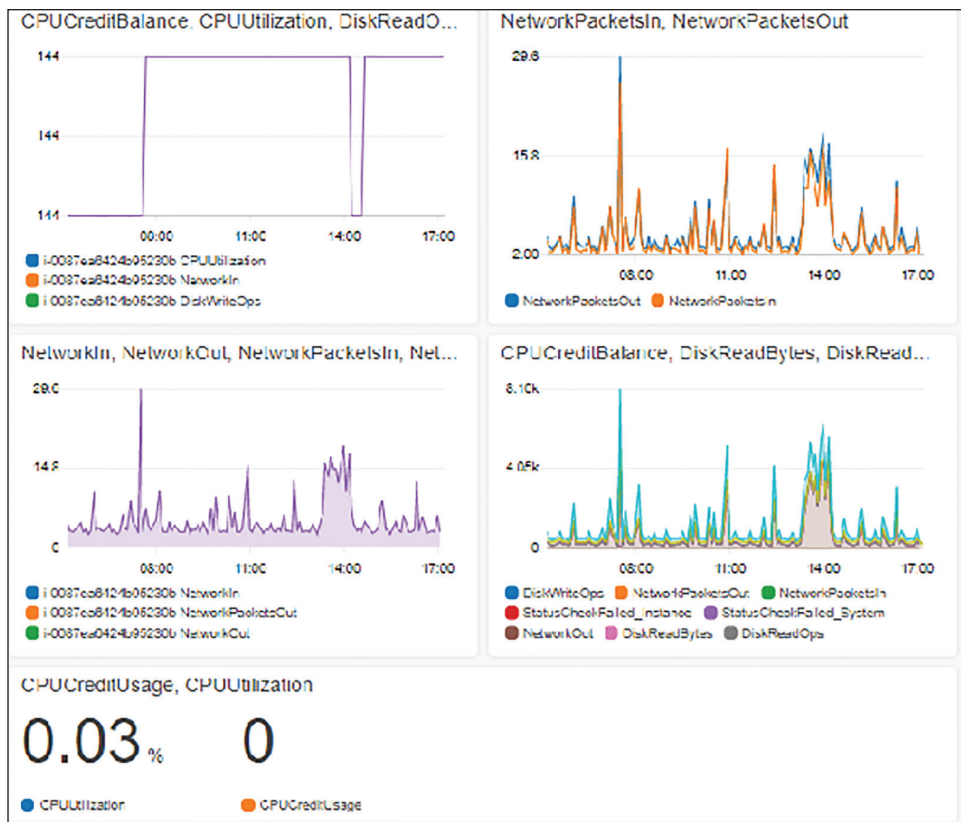 CPUCreditBalance, CPUUtilization, DiskReadO...
144
144
144
08:00 11:00 14:00 17:00
CPUUtilization
NetworkIn
DiskWriteOps
NetworkPacketsIn, NetworkPacketsOut
29.6
15.8
2.00
08:00 11:00 14:00 17:00
NetworkPacketsOut NetworkPacketsIn
NetworkIn, NetworkOut, NetworkPacketsIn, Net...
29.0
14.5
0
08:00 11:00 14:00 17:00
NetworkIn
NetworkPacketsOut
NetworkOut
CPUCreditBalance, DiskReadBytes, DiskRead...
8.10k
4.05k
0
08:00 11:00 14:00 17:00
DiskWriteOps NetworkPacketsOut NetworkPacketsIn
StatusCheckFailed_Instance StatusCheckFailed_System
NetworkOut DiskReadBytes DiskReadOps
CPUCreditUsage, CPUUtilization
0.03 % 0
CPUUtilization CPUCreditUsage